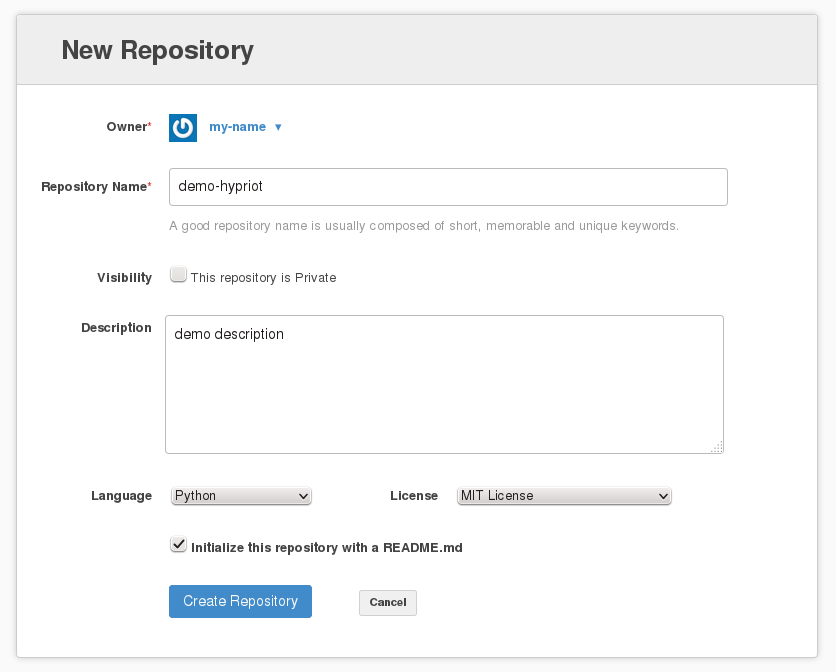 New Repository
Owner* my-name ▼
Repository Name* demo-hypriot
A good repository name is usually composed of short, memorable and unique keywords.
Visibility This repository is Private
Description demo description
Language Python License MIT License
Initialize this repository with a README.md
Create Repository Cancel